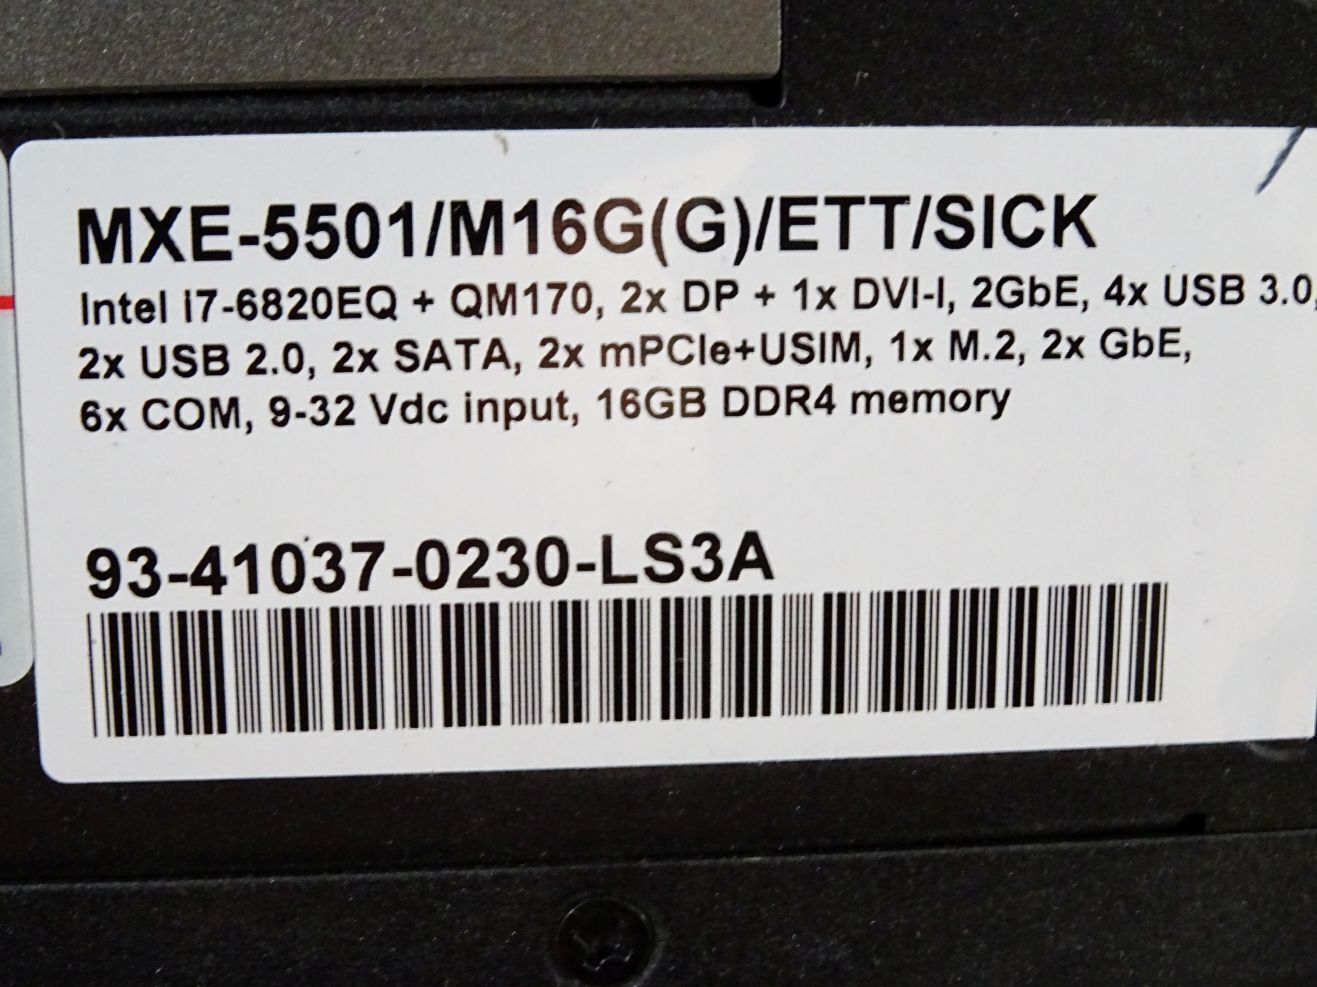 MXE-5501/M16G(G)/ETT/SICK
Intel i7-6820EQ + QM170, 2x DP + 1x DVI-I, 2GbE, 4x USB 3.0,
2x USB 2.0, 2x SATA, 2x mPCIe+USIM, 1x M.2, 2x GbE,
6x COM, 9-32 Vdc input, 16GB DDR4 memory
93-41037-0230-LS3A